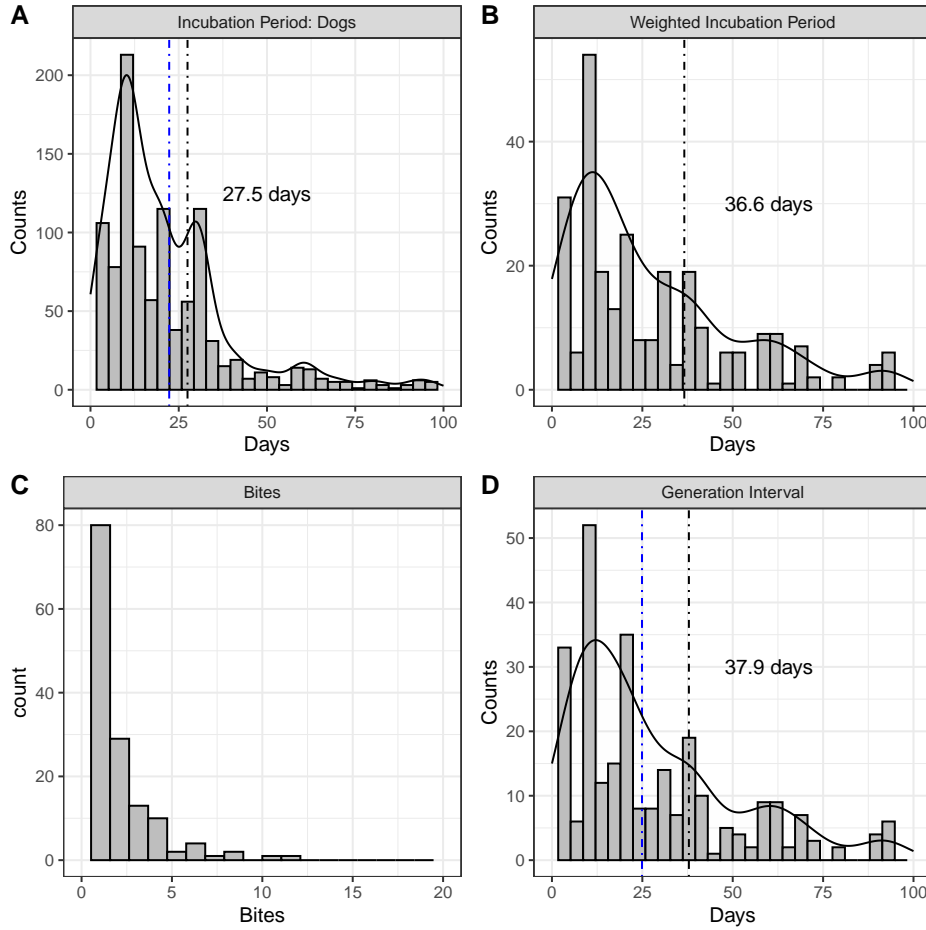 A
Incubation Period: Dogs
200
150
100
50
0
Counts
27.5 days
0 25 50 75 100
Days
B
Weighted Incubation Period
40
20
0
Counts
36.6 days
0 25 50 75 100
Days
C
Bites
80
60
40
20
0
count
0 5 10 15 20
Bites
D
Generation Interval
50
40
30
20
10
0
Counts
37.9 days
0 25 50 75 100
Days